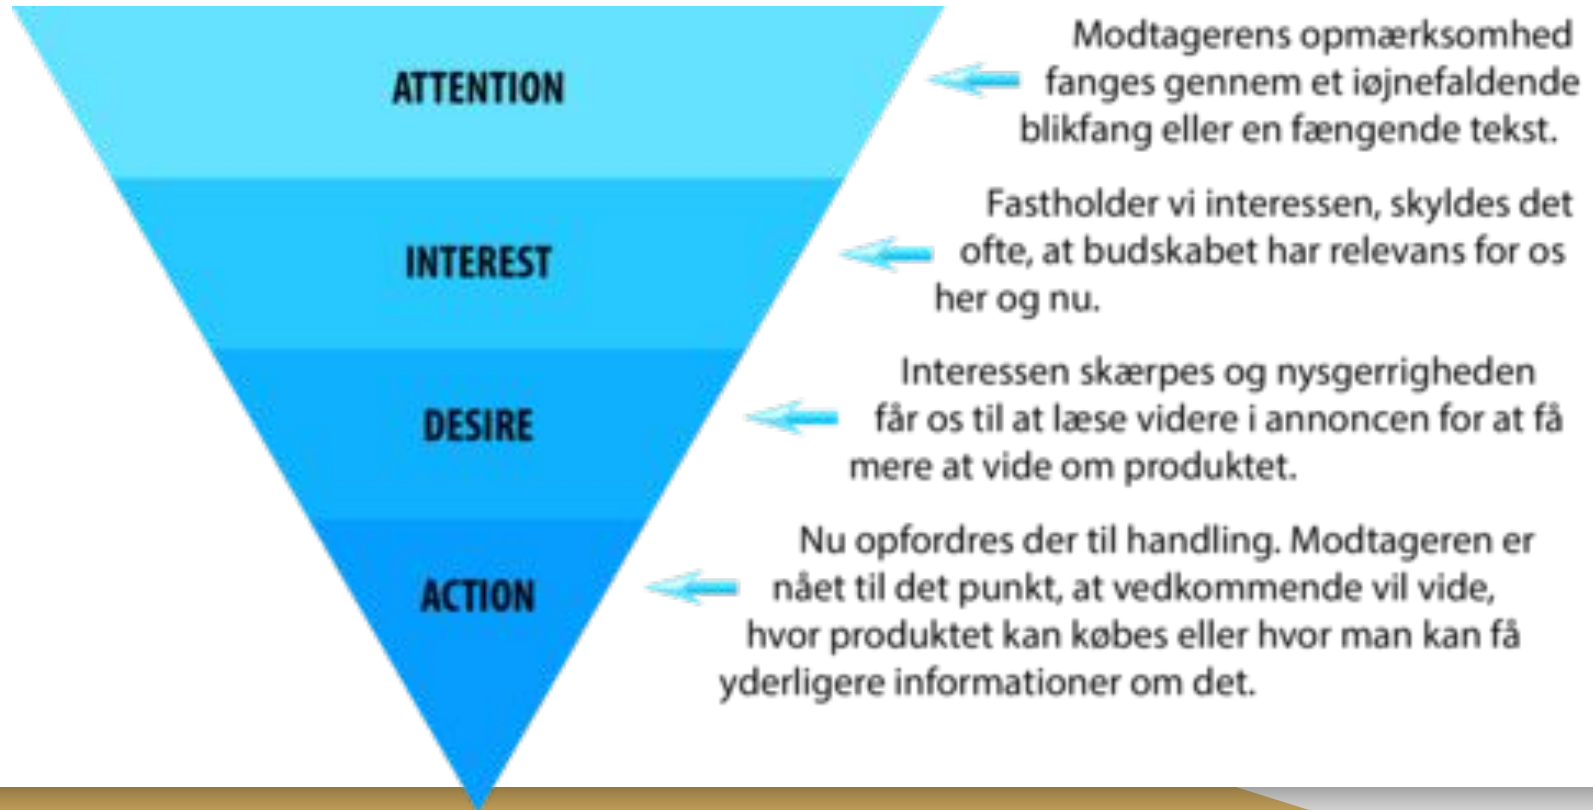 ATTENTION
Modtagerens opmærksomhed
fanges gennem et iøjnefaldende
blikfang eller en fængende tekst.
INTEREST
Fastholder vi interessen, skyldes det
ofte, at budskabet har relevans for os
her og nu.
DESIRE
Interessen skærpes og nysgerrigheden
får os til at læse videre i annoncen for at få
mere at vide om produktet.
ACTION
Nu opfordres der til handling. Modtageren er
nået til det punkt, at vedkommende vil vide,
hvor produktet kan købes eller hvor man kan få
yderligere informationer om det.